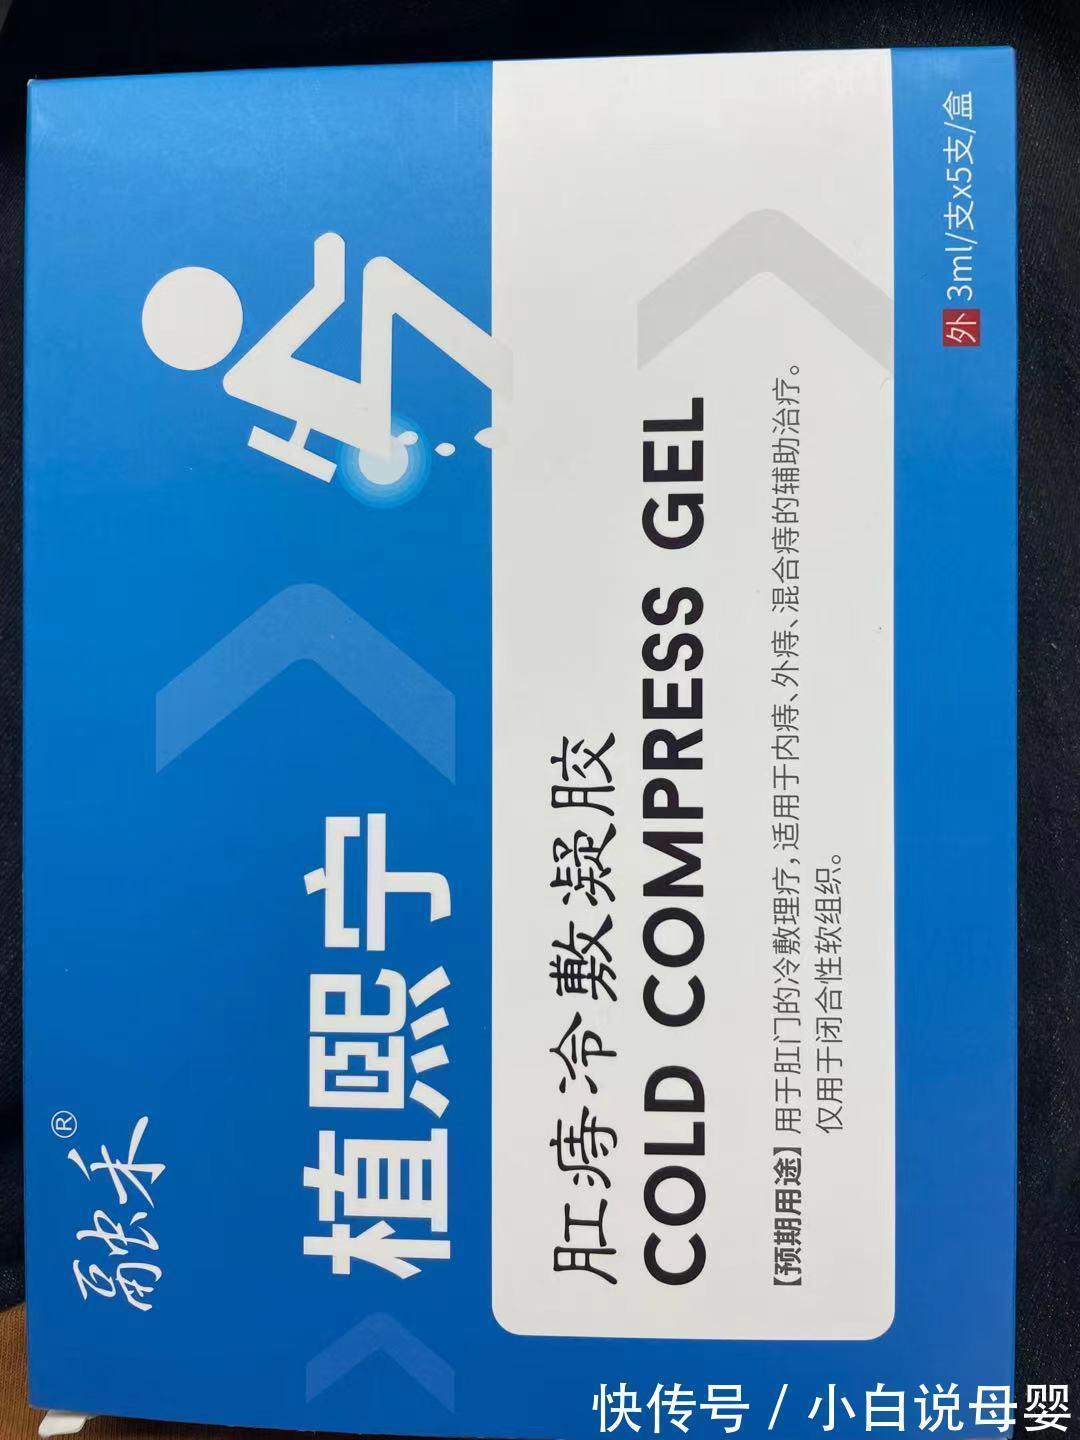 融禾®
植熙宁
肛痔冷敷凝胶
COLD COMPRESS GEL
【预期用途】用于肛门的冷敷理疗，适用于内痔、外痔、混合痔的辅助治疗。
仅用于闭合性软组织。
外 3ml/支x5支/盒
快传号 / 小白说母婴